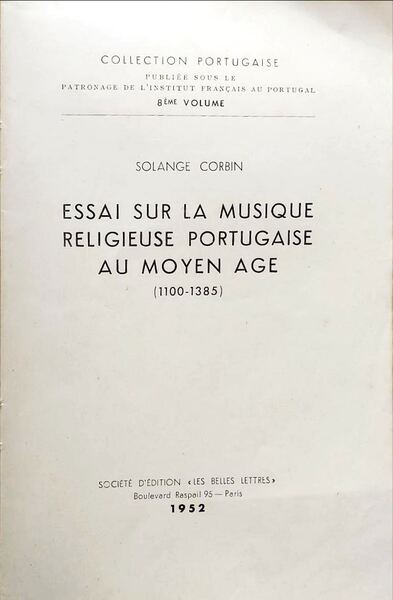 COLLECTION PORTUGAISE
PUBLIÉE SOUS LE
PATRONAGE DE L'INSTITUT FRANÇAIS AU PORTUGAL
8ÈME VOLUME
SOLANGE CORBIN
ESSAI SUR LA MUSIQUE
RELIGIEUSE PORTUGAISE
AU MOYEN AGE
(1100-1385)
SOCIÉTÉ D'ÉDITION «LES BELLES LETTRES»
Boulevard Raspail 95 — Paris
1952